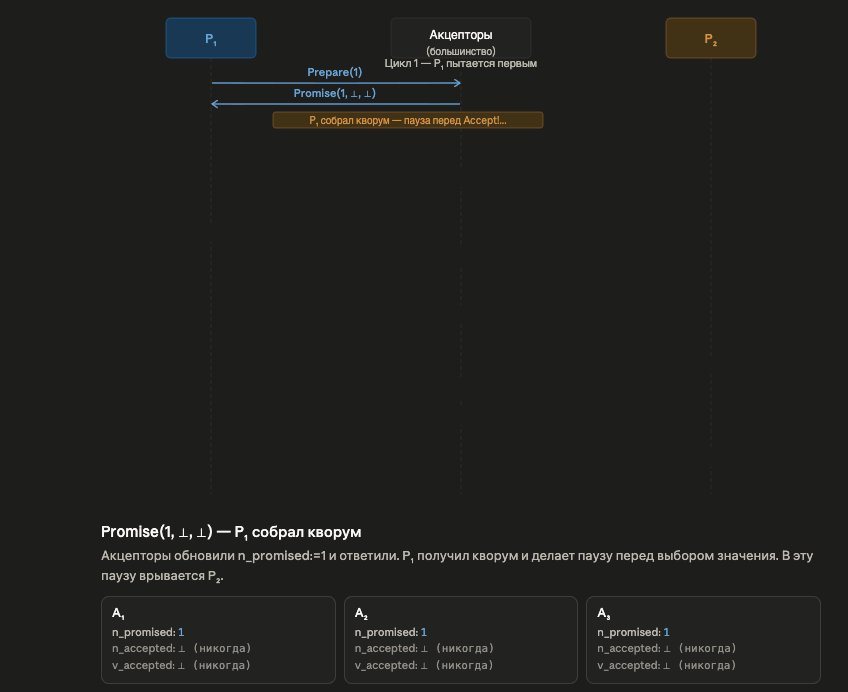 P₁
Акцепторы
(большинство)
P₂
Цикл 1 — P₁ пытается первым
Prepare(1)
Promise(1, ⊥, ⊥)
P₁ собрал кворум — пауза перед Accept!...
Promise(1, ⊥, ⊥) — P₁ собрал кворум
Акцепторы обновили n_promised:=1 и ответили. P₁ получил кворум и делает паузу перед выбором значения. В эту
паузу врывается P₂.
A₁
n_promised: 1
n_accepted: ⊥ (никогда)
v_accepted: ⊥ (никогда)
A₂
n_promised: 1
n_accepted: ⊥ (никогда)
v_accepted: ⊥ (никогда)
A₃
n_promised: 1
n_accepted: ⊥ (никогда)
v_accepted: ⊥ (никогда)